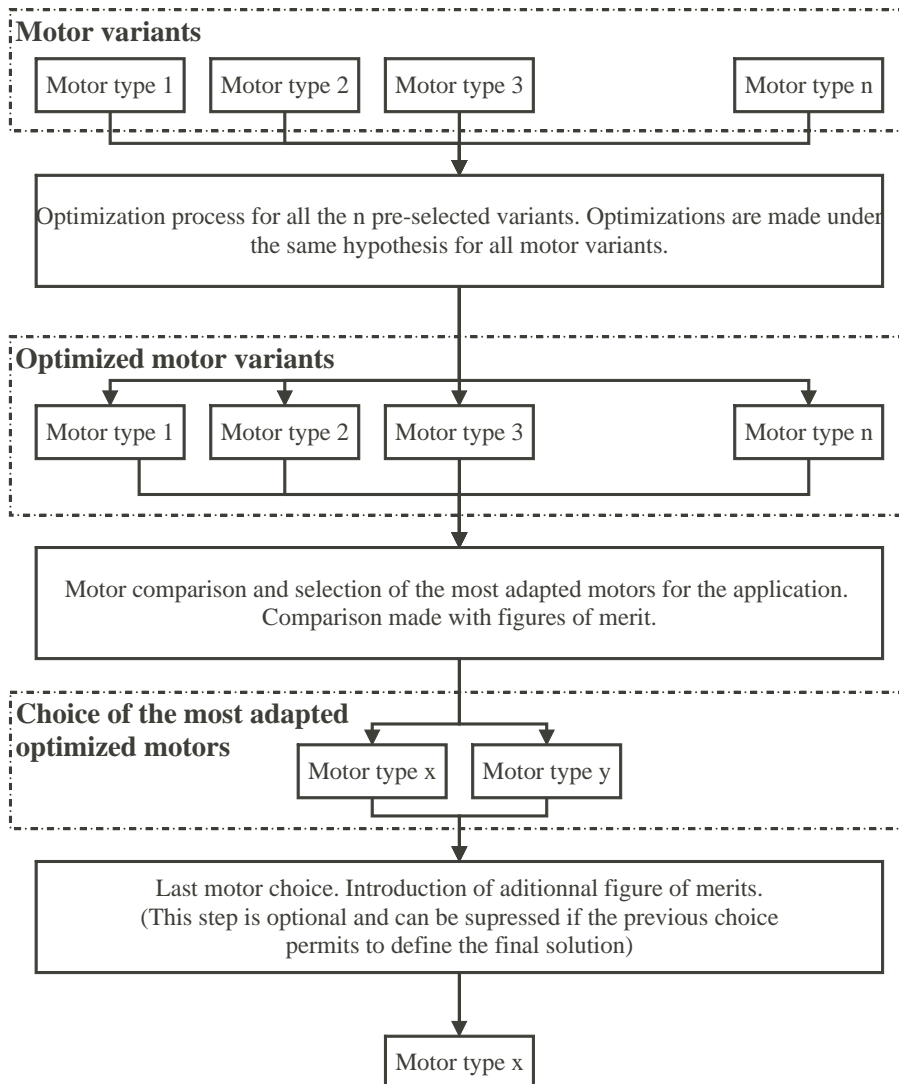 Motor variants
Motor type 1
Motor type 2
Motor type 3
Motor type n
Optimization process for all the n pre-selected variants. Optimizations are made under
the same hypothesis for all motor variants.
Optimized motor variants
Motor type 1
Motor type 2
Motor type 3
Motor type n
Motor comparison and selection of the most adapted motors for the application.
Comparison made with figures of merit.
Choice of the most adapted
optimized motors
Motor type x
Motor type y
Last motor choice. Introduction of aditionnal figure of merits.
(This step is optional and can be supressed if the previous choice
permits to define the final solution)
Motor type x